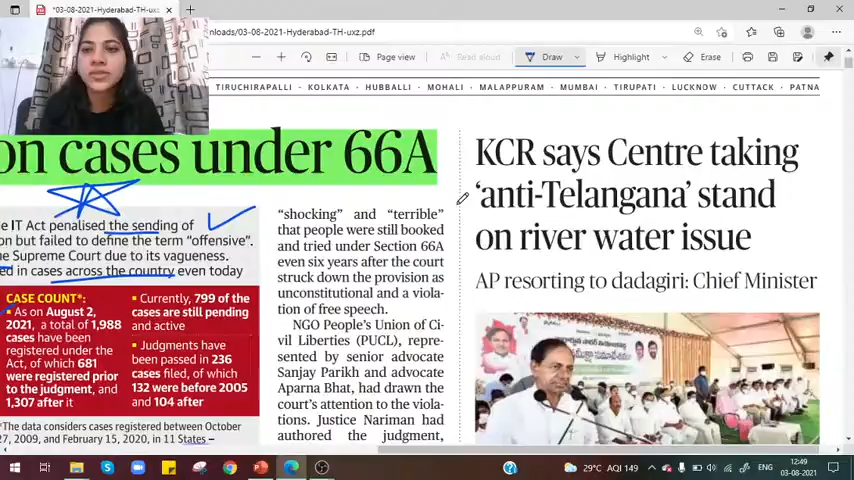 *03-08-2021-Hyderabad-TH-uxz.p
nloads/03-08-2021-Hyderabad-TH-uxz.pdf
Page view
Read aloud
Draw
Highlight
Erase
TIRUCHIRAPALLI • KOLKATA • HUBBALLI • MOHALI • MALAPPURAM • MUMBAI • TIRUPATI • LUCKNOW • CUTTACK • PATNA
on cases under 66A
e IT Act penalised the sending of
on but failed to define the term “offensive”.
e Supreme Court due to its vagueness.
ed in cases across the country even today
CASE COUNT*:
▪ As on August 2,
2021, a total of 1,988
cases have been
registered under the
Act, of which 681
were registered prior
to the judgment, and
1,307 after it
▪ Currently, 799 of the
cases are still pending
and active
▪ Judgments have
been passed in 236
cases filed, of which
132 were before 2005
and 104 after
*The data considers cases registered between October
27, 2009, and February 15, 2020, in 11 States –
“shocking” and “terrible”
that people were still booked
and tried under Section 66A
even six years after the court
struck down the provision as
unconstitutional and a viola-
tion of free speech.
NGO People’s Union of Ci-
vil Liberties (PUCL), repre-
sented by senior advocate
Sanjay Parikh and advocate
Aparna Bhat, had drawn the
court’s attention to the viola-
tions. Justice Nariman had
authored the judgment,
KCR says Centre taking
‘anti-Telangana’ stand
on river water issue
AP resorting to dadagiri: Chief Minister
29°C AQI 149
ENG
12:49
03-08-2021